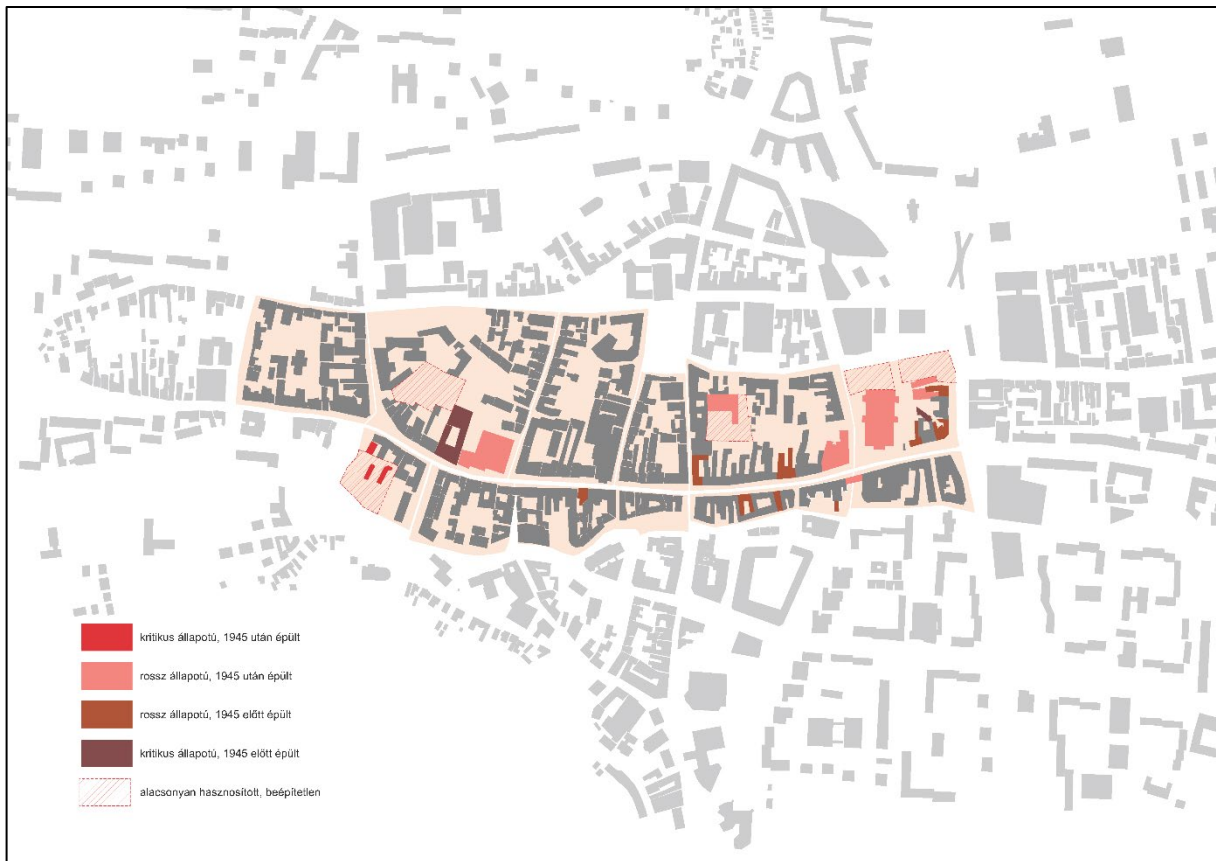 kritikus állapotú, 1945 után épült
rossz állapotú, 1945 után épült
rossz állapotú, 1945 előtt épült
kritikus állapotú, 1945 előtt épült
alacsonyan hasznosított, beépítetlen